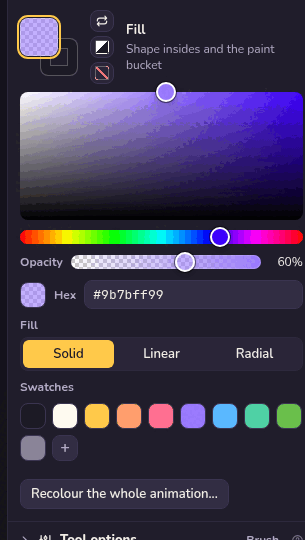 Fill
Shape insides and the paint
bucket
Opacity 60%
Hex #9b7bff99
Fill
Solid Linear Radial
Swatches
+
Recolour the whole animation...
Tool options Brush